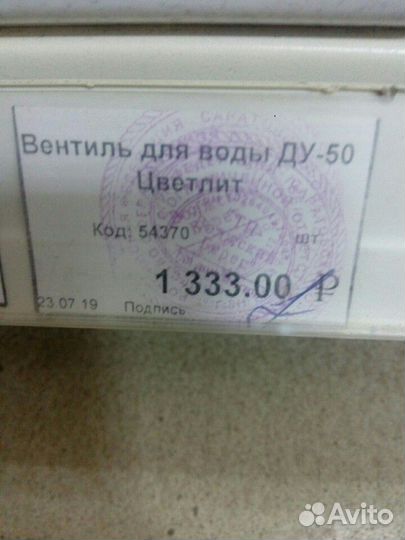 Вентиль для воды ДУ-50
Цветлит
Код: 54370 шт
1 333.00 ₽
23 07 19 Подпись
Avito